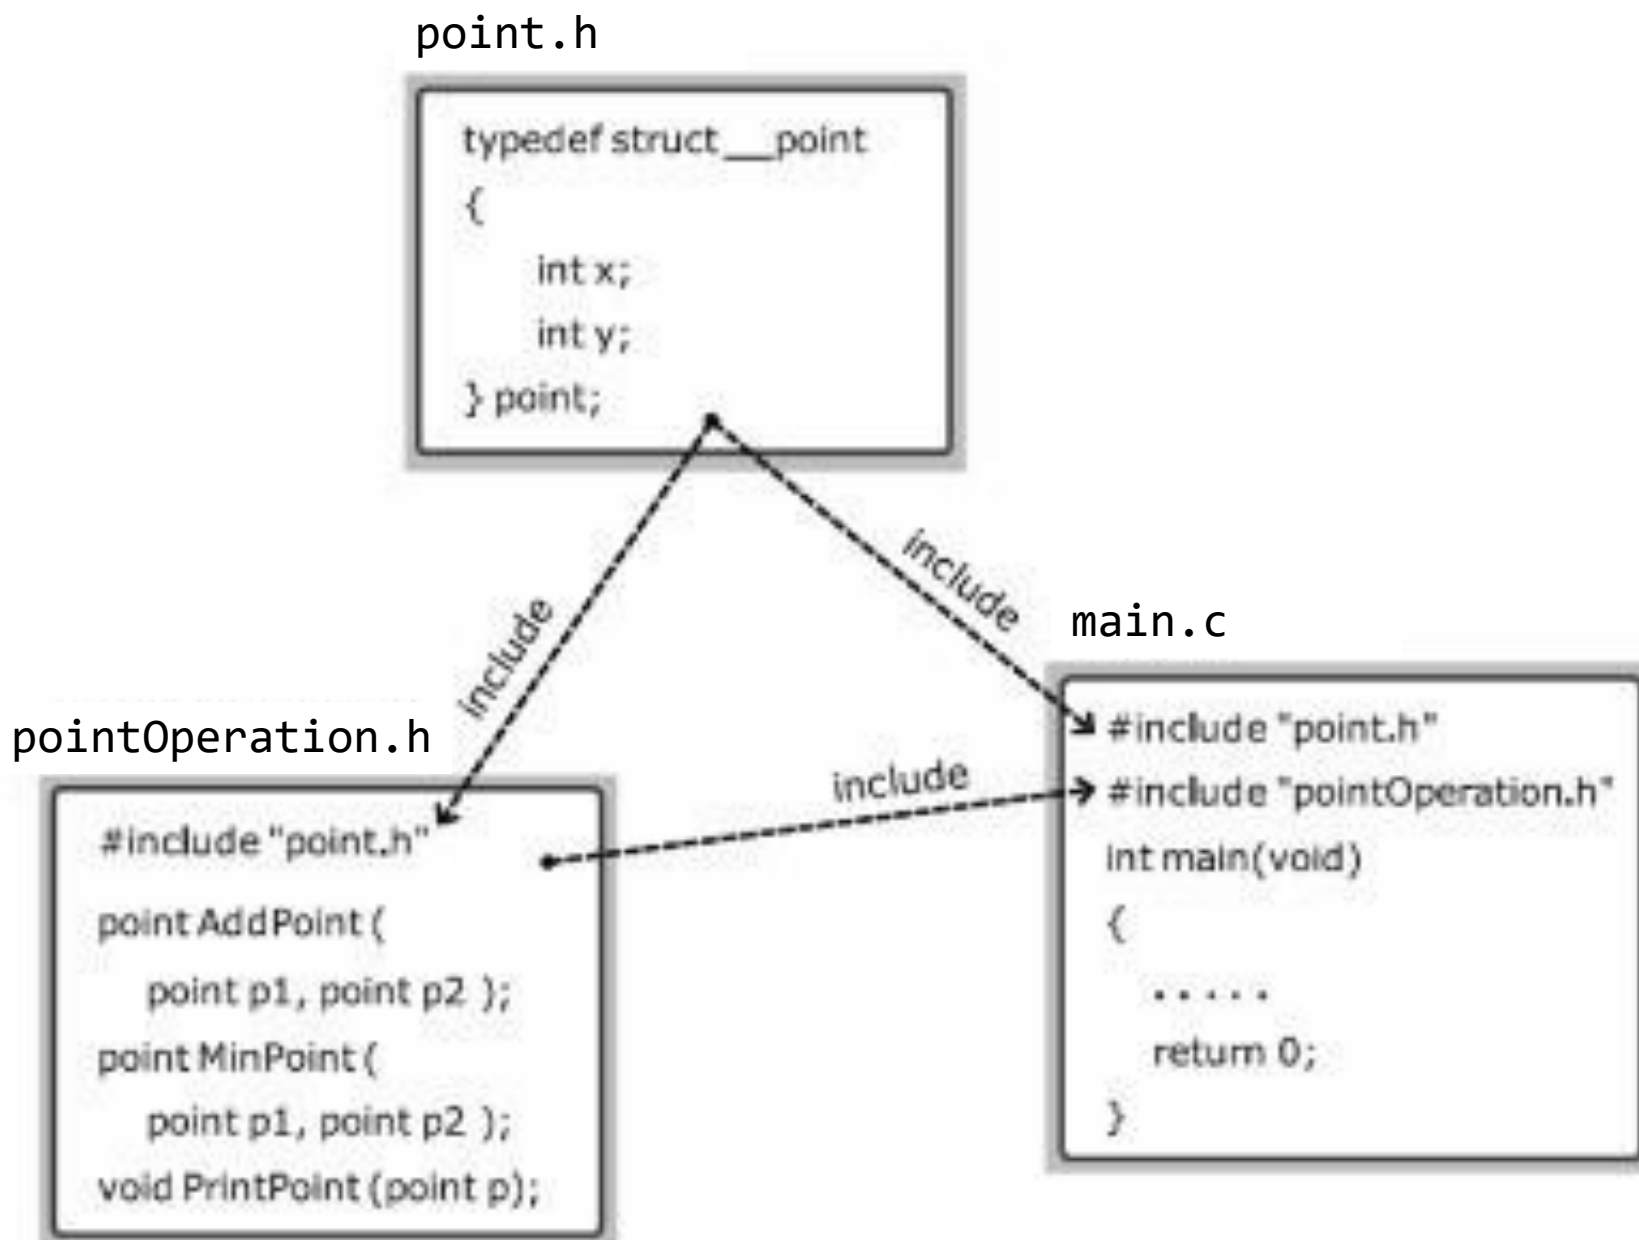 point.h
typedef struct __point
{
int x;
int y;
} point;
include
include
main.c
#include "point.h"
#include "pointOperation.h"
int main(void)
{
.....
return 0;
}
include
pointOperation.h
#include "point.h"
point AddPoint (
point p1, point p2 );
point MinPoint (
point p1, point p2 );
void PrintPoint (point p);